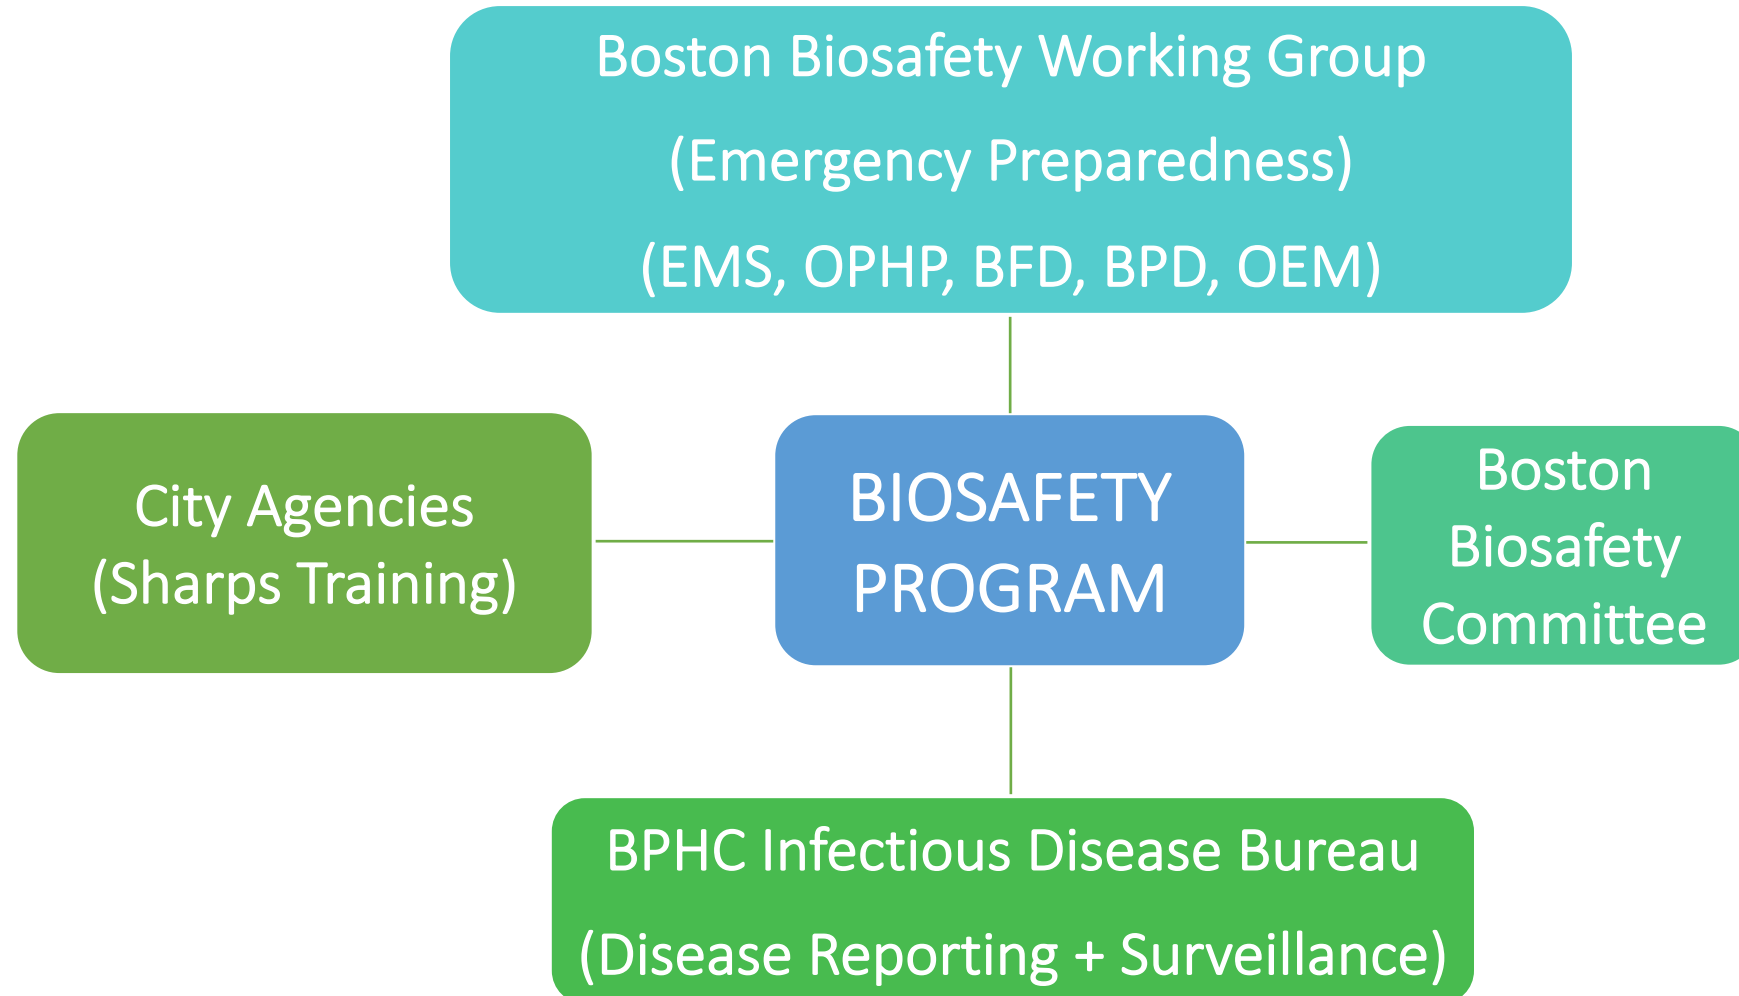 Boston Biosafety Working Group
(Emergency Preparedness)
(EMS, OPHP, BFD, BPD, OEM)
City Agencies
(Sharps Training)
BIOSAFETY
PROGRAM
Boston
Biosafety
Committee
BPHC Infectious Disease Bureau
(Disease Reporting + Surveillance)